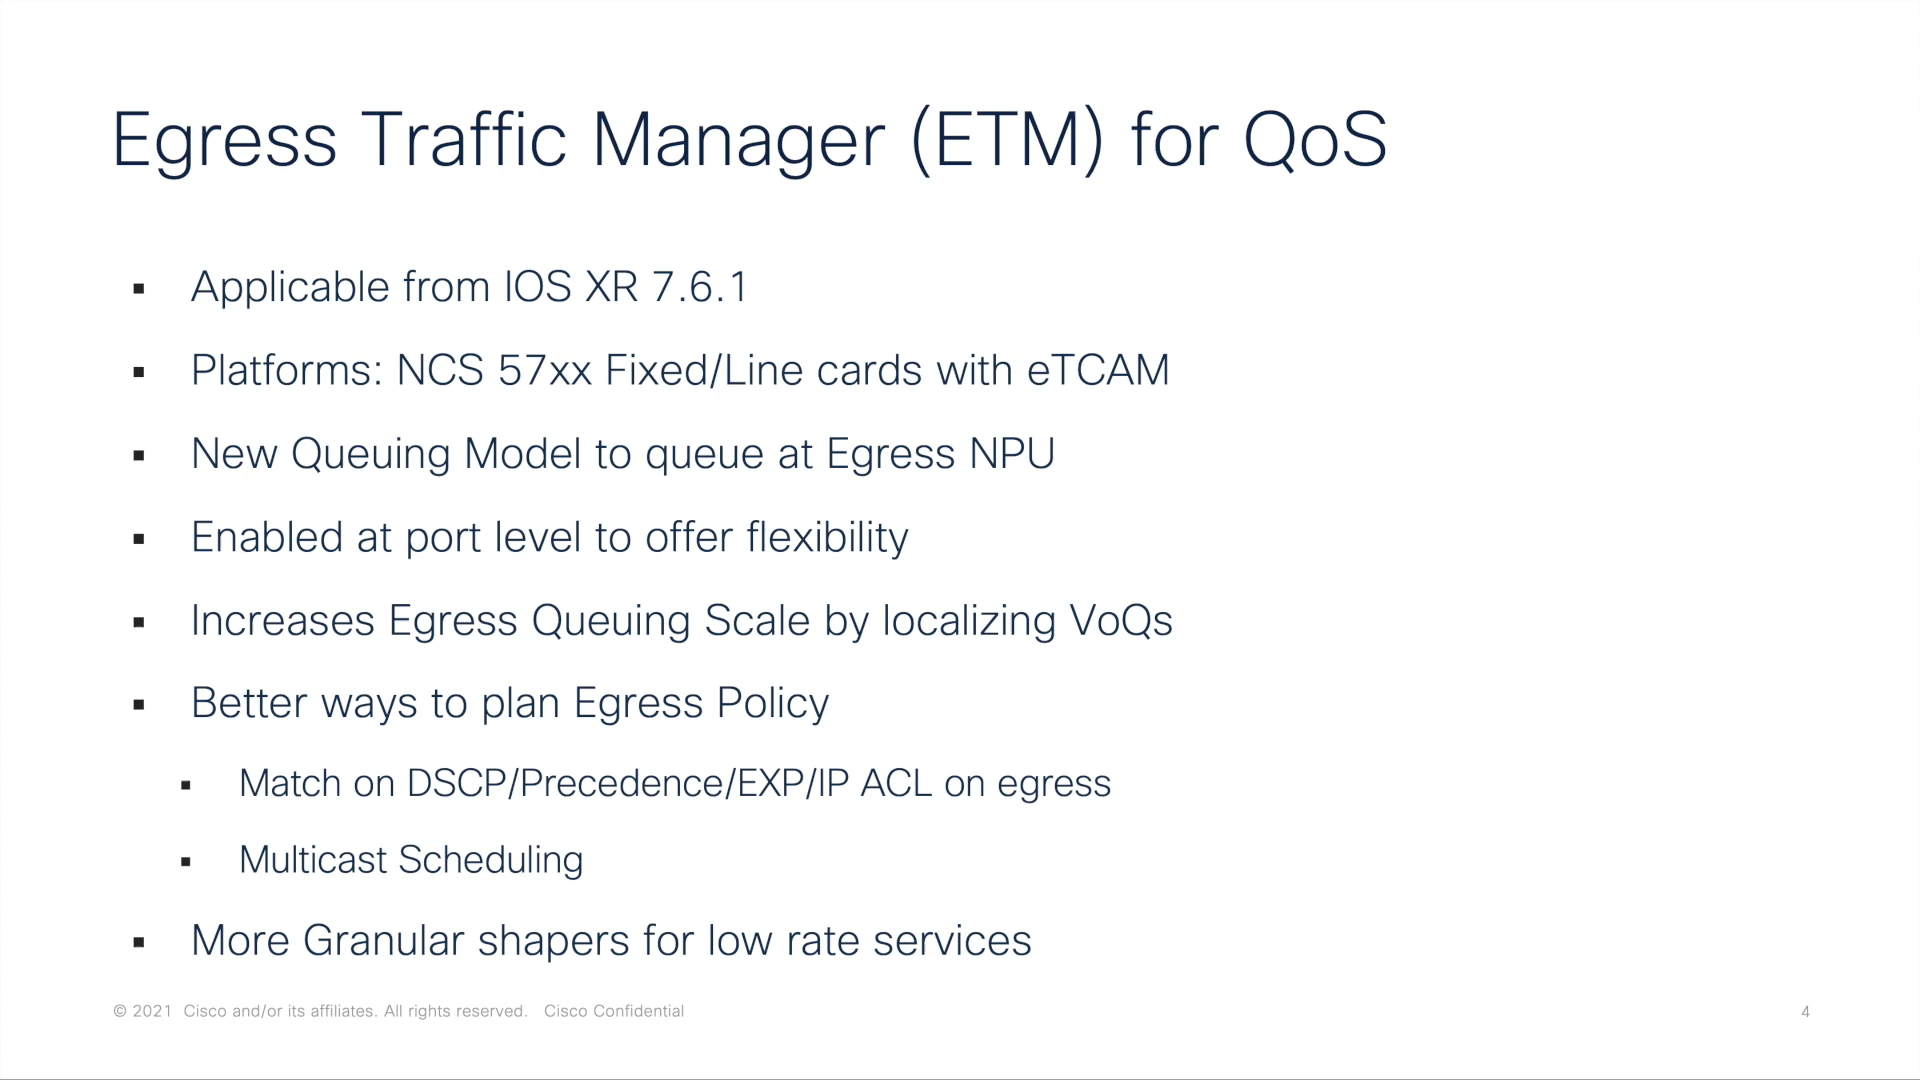 Egress Traffic Manager (ETM) for QoS
▪ Applicable from IOS XR 7.6.1
▪ Platforms: NCS 57xx Fixed/Line cards with eTCAM
▪ New Queuing Model to queue at Egress NPU
▪ Enabled at port level to offer flexibility
▪ Increases Egress Queuing Scale by localizing VoQs
▪ Better ways to plan Egress Policy
▪ Match on DSCP/Precedence/EXP/IP ACL on egress
▪ Multicast Scheduling
▪ More Granular shapers for low rate services
© 2021 Cisco and/or its affiliates. All rights reserved. Cisco Confidential
4